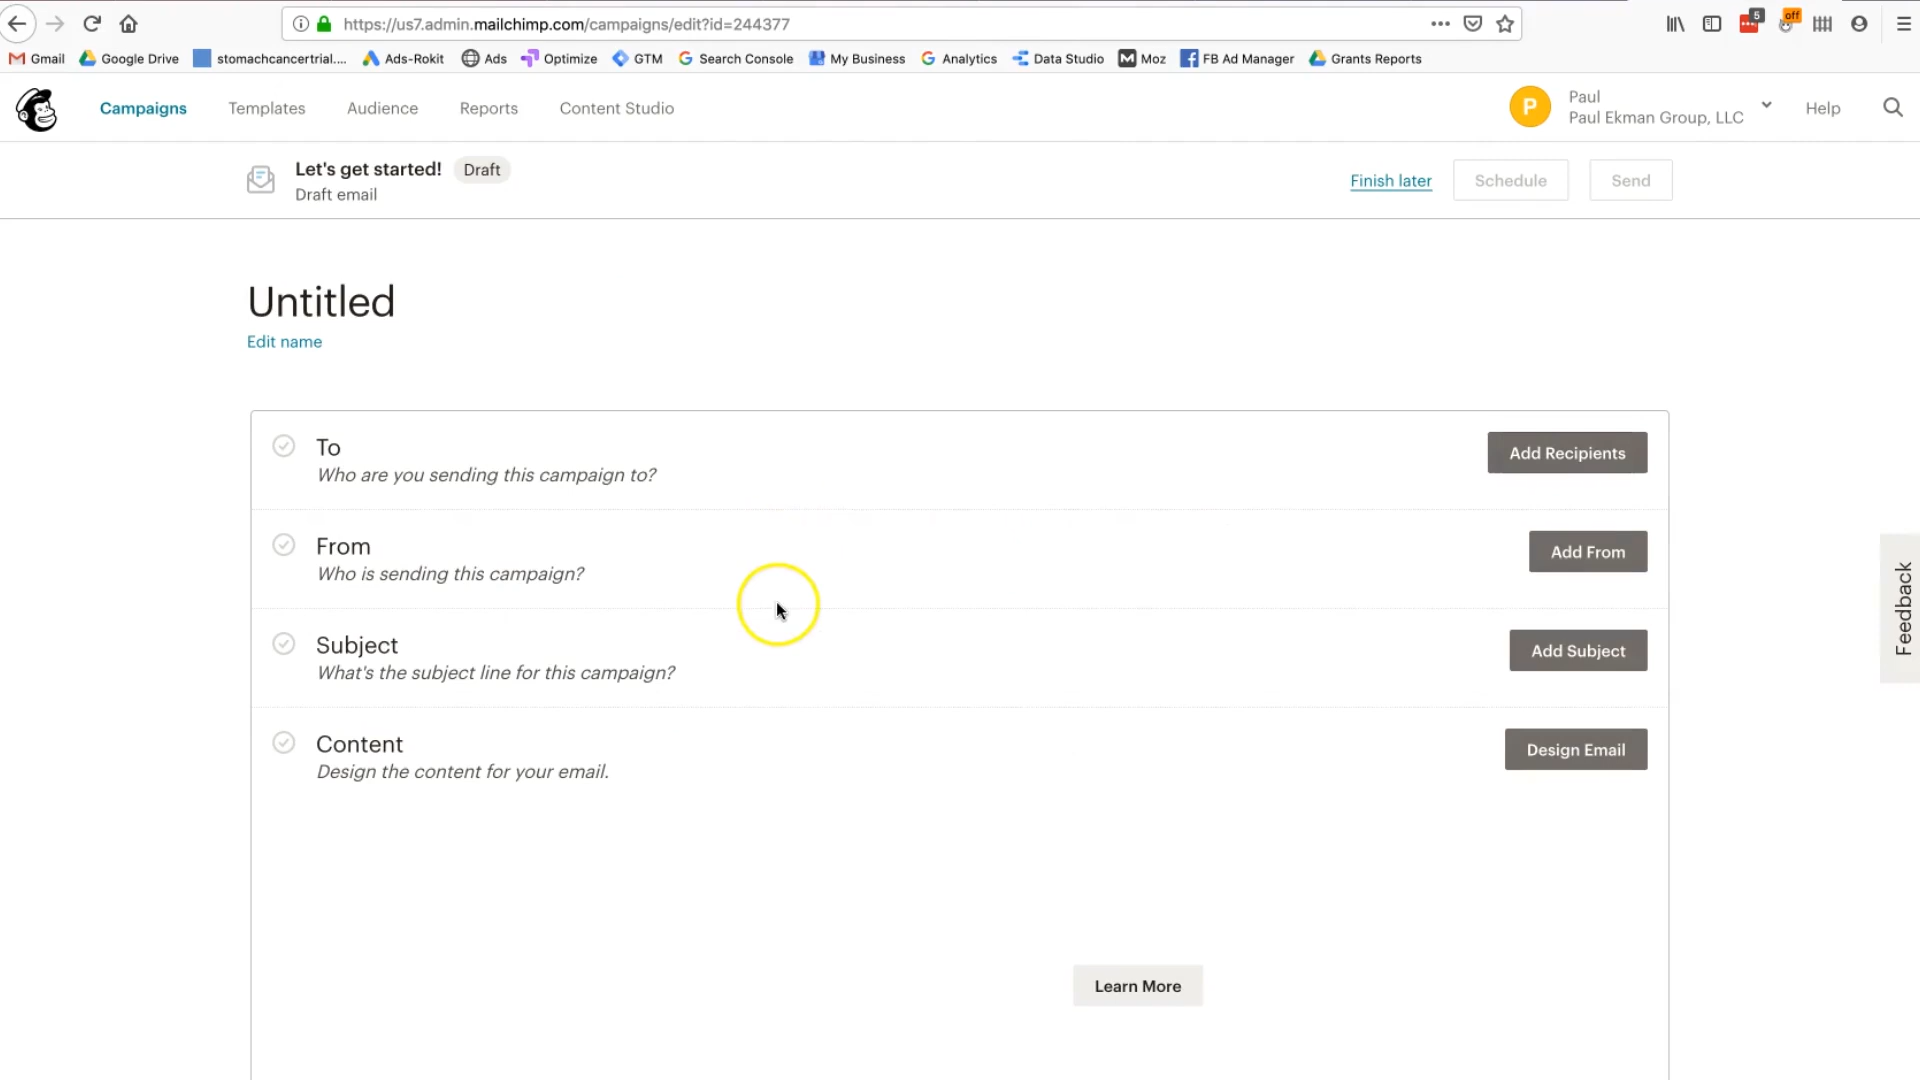 https://us7.admin.mailchimp.com/campaigns/edit?id=244377
5
off
Gmail Google Drive stomachcancertrial.... Ads-Rokit Ads Optimize GTM Search Console My Business Analytics Data Studio Moz FB Ad Manager Grants Reports
Campaigns Templates Audience Reports Content Studio
P
Paul
Paul Ekman Group, LLC
Help
Let's get started! Draft
Draft email
Finish later Schedule Send
Untitled
Edit name
To
Who are you sending this campaign to?
Add Recipients
From
Who is sending this campaign?
Add From
Subject
What's the subject line for this campaign?
Add Subject
Content
Design the content for your email.
Design Email
Learn More
Feedback